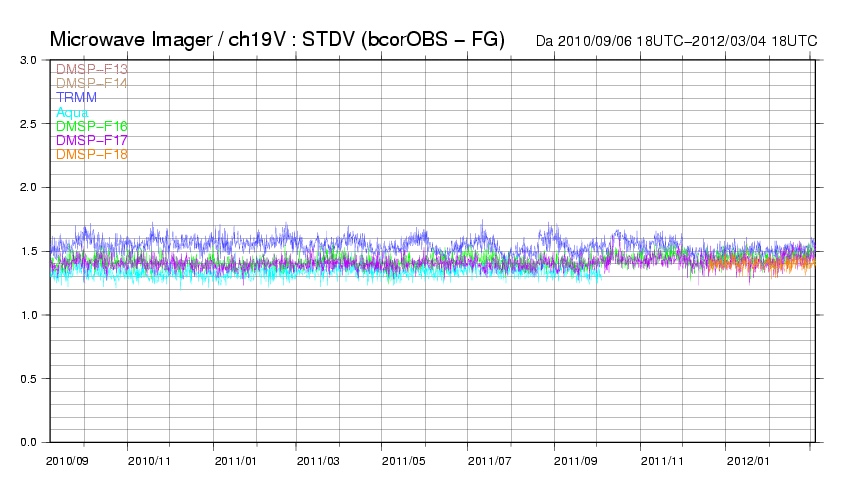 Microwave Imager / ch19V : STDV (bcorOBS − FG)
Da 2010/09/06 18UTC−2012/03/04 18UTC
3.0
DMSP−F13
DMSP−F14
TRMM
Aqua
2.5
DMSP−F16
DMSP−F17
DMSP−F18
2.0
1.5
1.0
0.5
0.0
2010/09 2010/11 2011/01 2011/03 2011/05 2011/07 2011/09 2011/11 2012/01